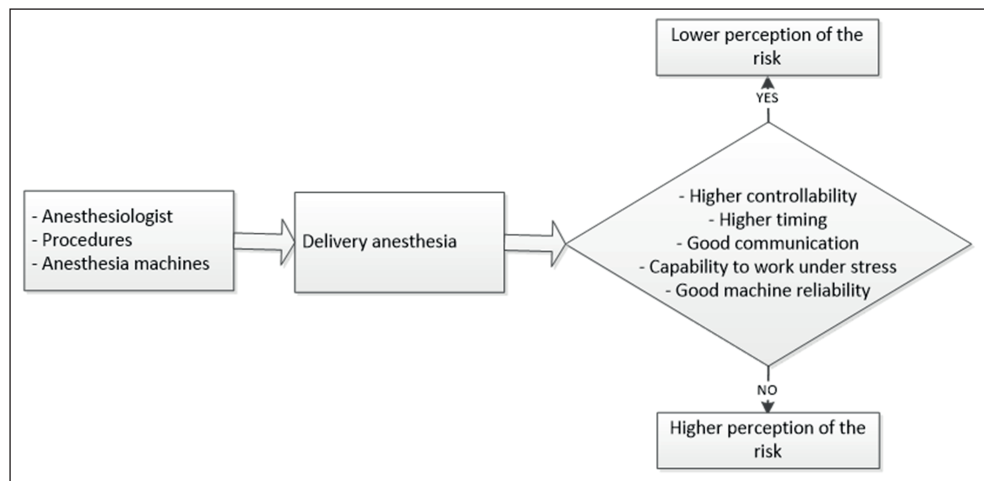 - Anesthesiologist
- Procedures
- Anesthesia machines
Delivery anesthesia
Lower perception of the
risk
YES
- Higher controllability
- Higher timing
- Good communication
- Capability to work under stress
- Good machine reliability
NO
Higher perception of the
risk